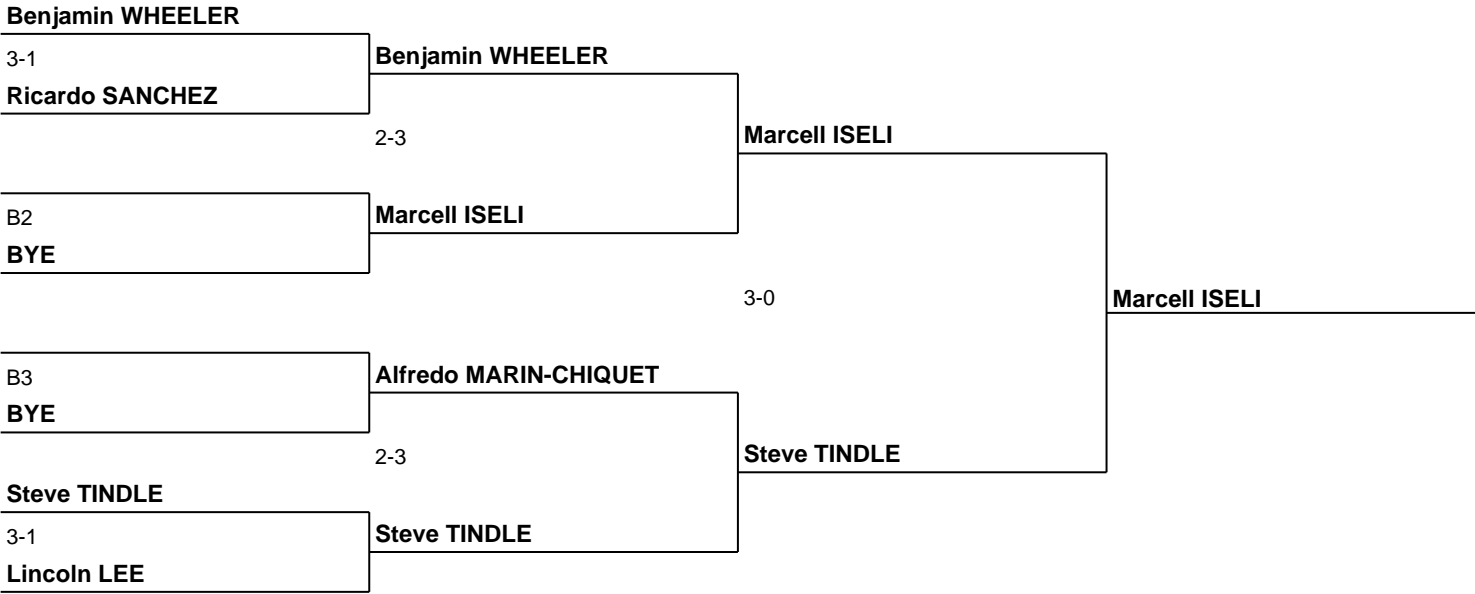 Benjamin WHEELER
3-1
Benjamin WHEELER
Ricardo SANCHEZ
2-3
Marcell ISELI
B2
Marcell ISELI
BYE
3-0
Marcell ISELI
B3
Alfredo MARIN-CHIQUET
BYE
2-3
Steve TINDLE
Steve TINDLE
3-1
Steve TINDLE
Lincoln LEE